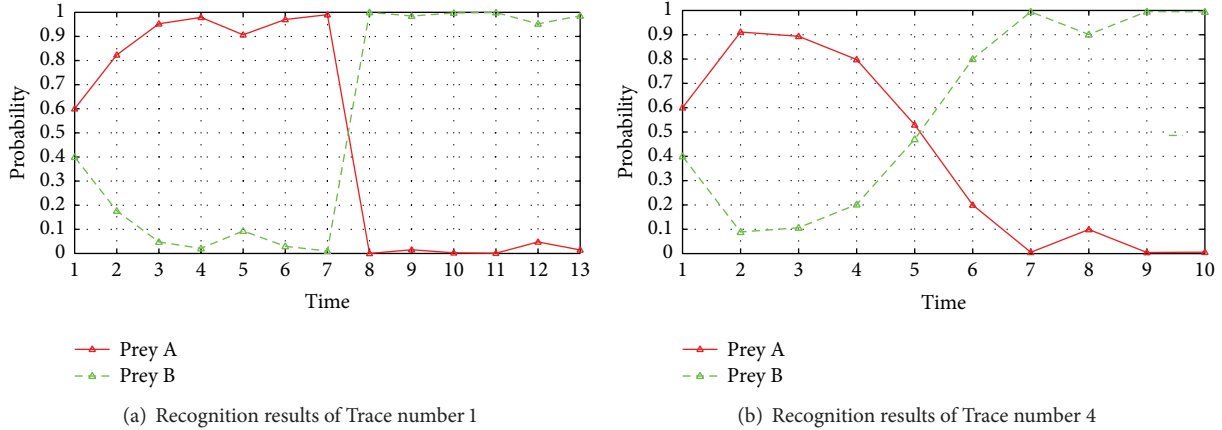 Probability
1
0.9
0.8
0.7
0.6
0.5
0.4
0.3
0.2
0.1
0
1 2 3 4 5 6 7 8 9 10 11 12 13
Time
Prey A
Prey B
(a) Recognition results of Trace number 1
Probability
1
0.9
0.8
0.7
0.6
0.5
0.4
0.3
0.2
0.1
0
1 2 3 4 5 6 7 8 9 10
Time
Prey A
Prey B
(b) Recognition results of Trace number 4